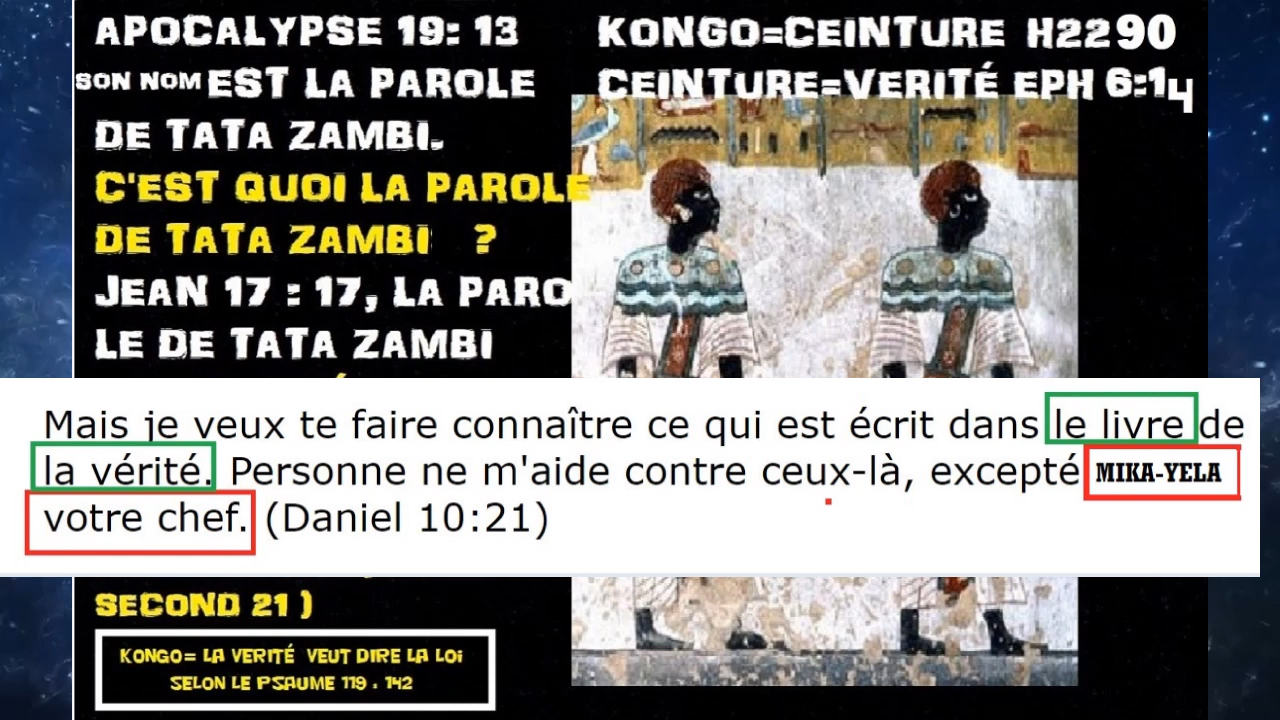 APOCALYPSE 19: 13
SON NOM EST LA PAROLE
DE TATA ZAMBI.
C'EST QUOI LA PAROLE
DE TATA ZAMBI ?
JEAN 17 : 17, LA PARO
LE DE TATA ZAMBI
KONGO=CEINTURE H2290
CEINTURE=VERITÉ EPH 6:14
Mais je veux te faire connaître ce qui est écrit dans le livre de
la vérité. Personne ne m'aide contre ceux-là, excepté MIKA-YELA
votre chef. (Daniel 10:21)
SECOND 21 )
KONGO= LA VERITÉ VEUT DIRE LA LOI
SELON LE PSAUME 119 : 142